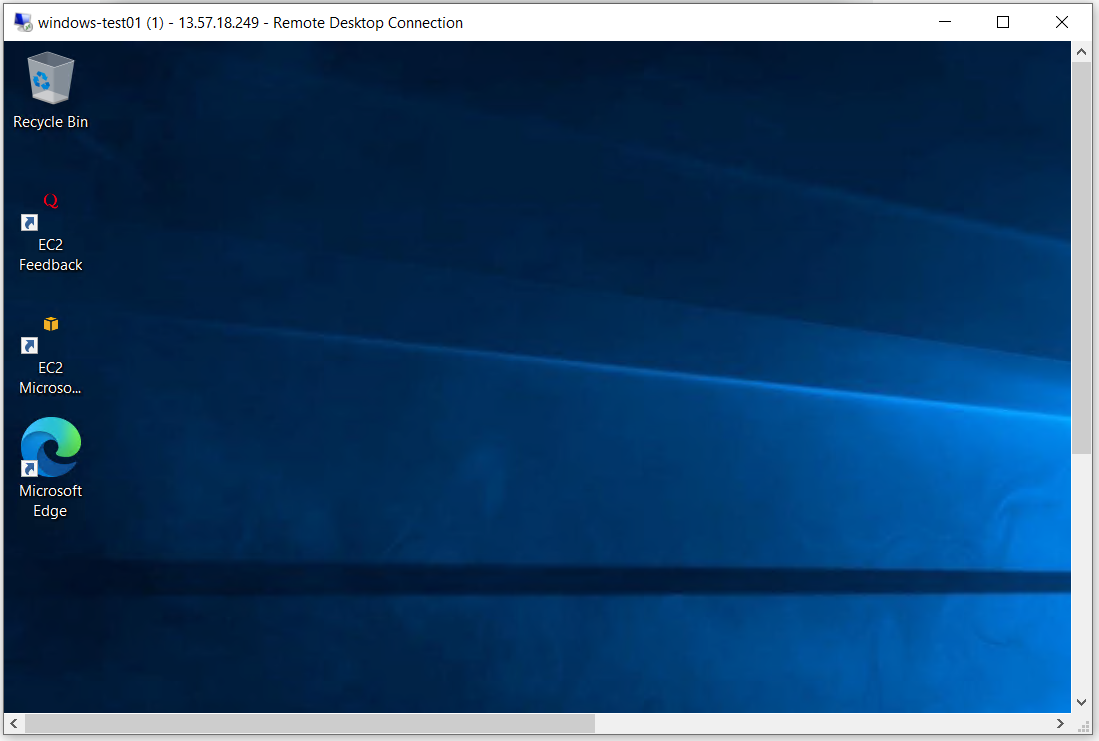 windows-test01 (1) - 13.57.18.249 - Remote Desktop Connection
Recycle Bin
EC2
Feedback
EC2
Microso...
Microsoft
Edge